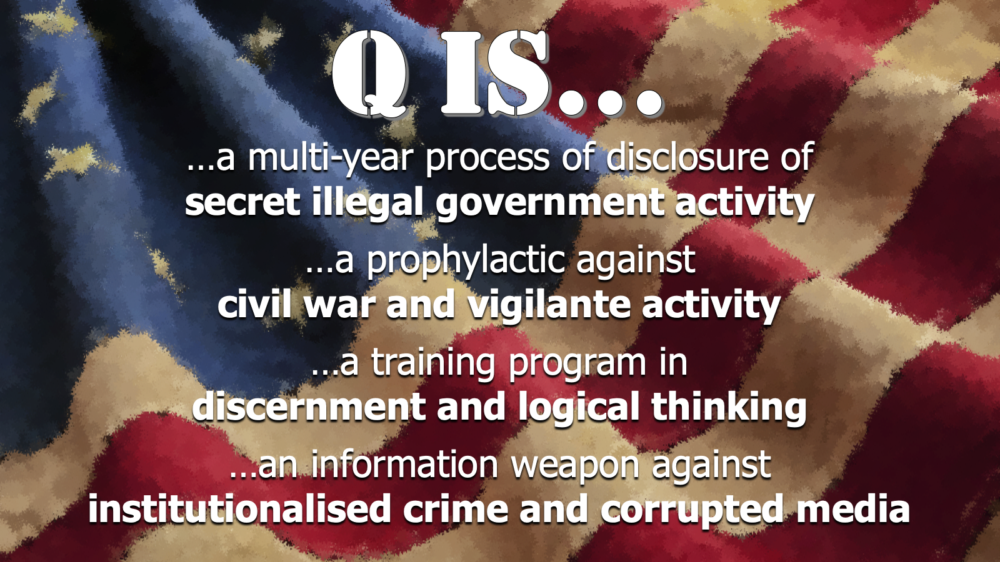 Q IS...
...a multi-year process of disclosure of
secret illegal government activity
...a prophylactic against
civil war and vigilante activity
...a training program in
discernment and logical thinking
...an information weapon against
institutionalised crime and corrupted media